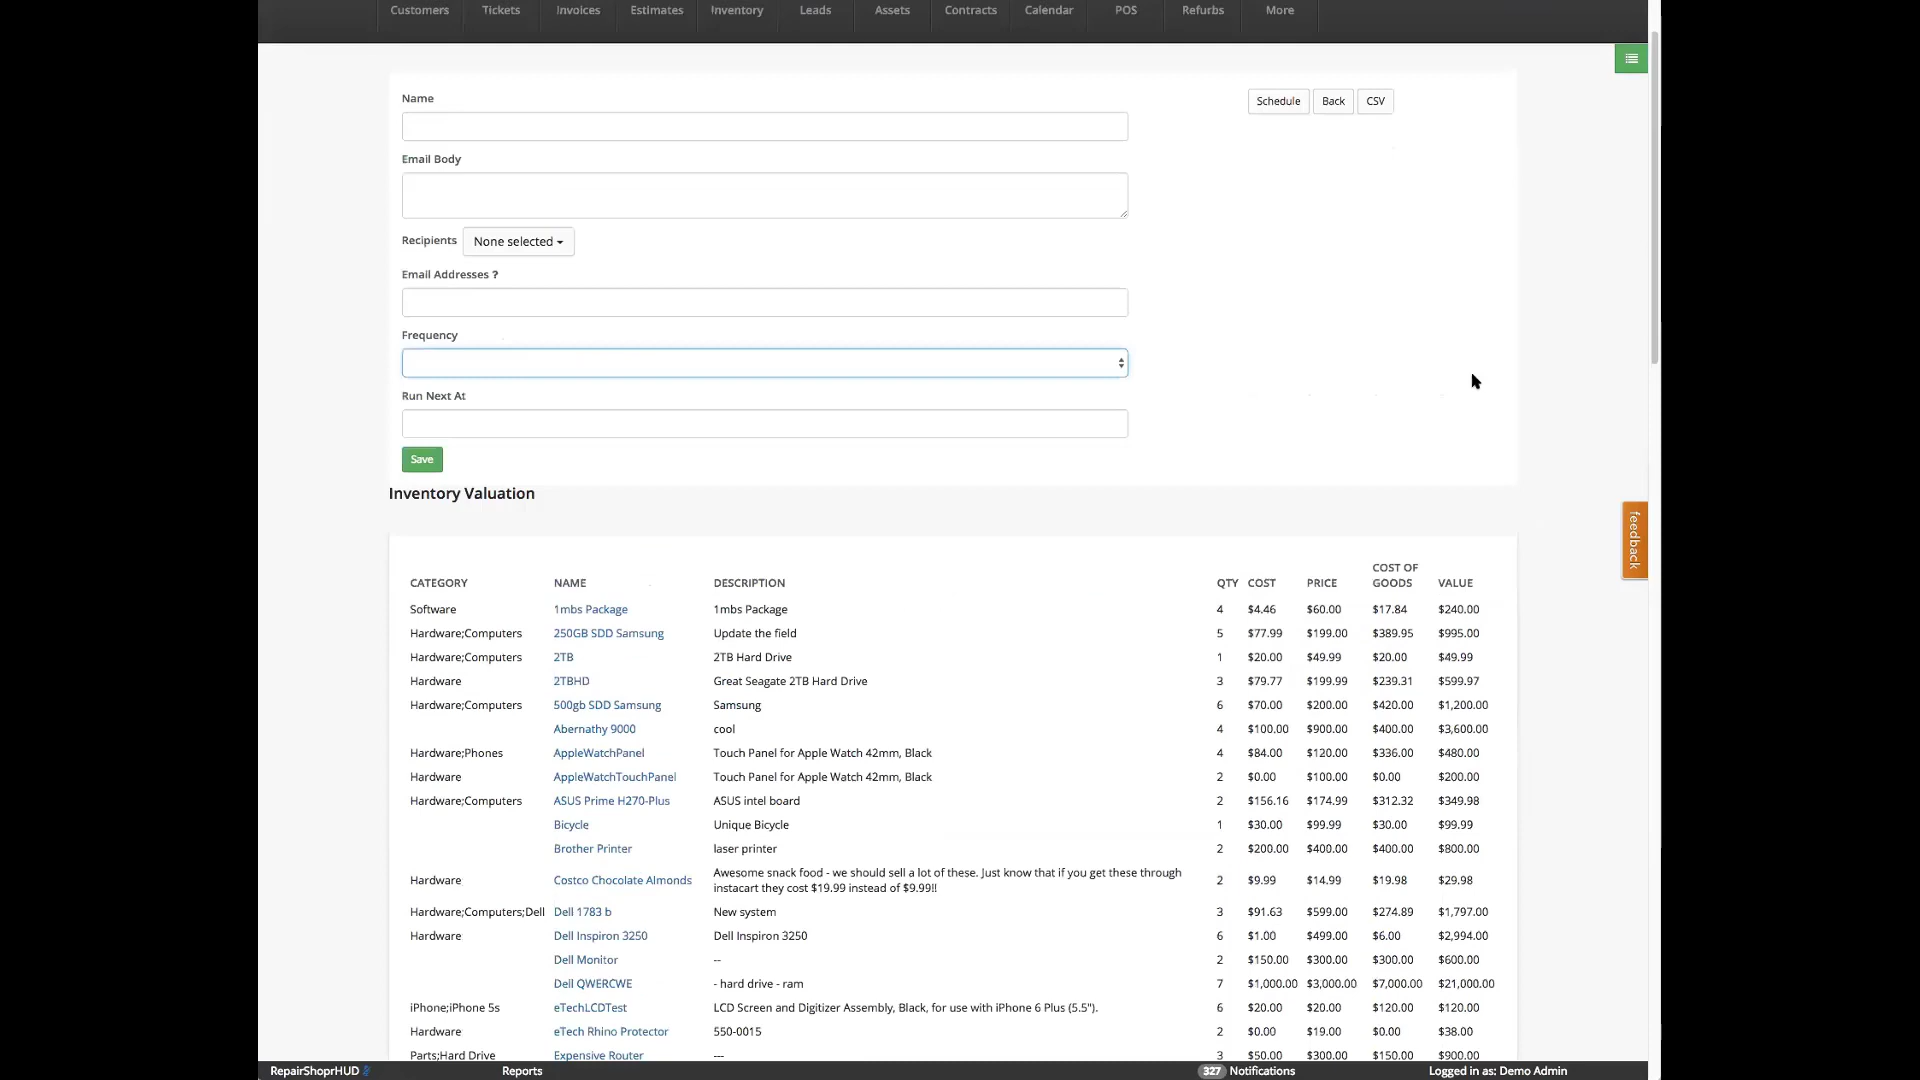 Customers Tickets Invoices Estimates Inventory Leads Assets Contracts Calendar POS Refurbs More
Name
Schedule Back CSV
Email Body
Recipients None selected
Email Addresses ?
Frequency
Run Next At
Save
Inventory Valuation
feedback
CATEGORY NAME DESCRIPTION QTY COST PRICE COST OF GOODS VALUE
Software 1mbs Package 1mbs Package 4 $4.46 $60.00 $17.84 $240.00
Hardware;Computers 250GB SDD Samsung Update the field 5 $77.99 $199.00 $389.95 $995.00
Hardware;Computers 2TB 2TB Hard Drive 1 $20.00 $49.99 $20.00 $49.99
Hardware 2TBHD Great Seagate 2TB Hard Drive 3 $79.77 $199.99 $239.31 $599.97
Hardware;Computers 500gb SDD Samsung Samsung 6 $70.00 $200.00 $420.00 $1,200.00
Abernathy 9000 cool 4 $100.00 $900.00 $400.00 $3,600.00
Hardware;Phones AppleWatchPanel Touch Panel for Apple Watch 42mm, Black 4 $84.00 $120.00 $336.00 $480.00
Hardware AppleWatchTouchPanel Touch Panel for Apple Watch 42mm, Black 2 $0.00 $100.00 $0.00 $200.00
Hardware;Computers ASUS Prime H270-Plus ASUS intel board 2 $156.16 $174.99 $312.32 $349.98
Bicycle Unique Bicycle 1 $30.00 $99.99 $30.00 $99.99
Brother Printer laser printer 2 $200.00 $400.00 $400.00 $800.00
Hardware Costco Chocolate Almonds Awesome snack food - we should sell a lot of these. Just know that if you get these through
instacart they cost $19.99 instead of $9.99!! 2 $9.99 $14.99 $19.98 $29.98
Hardware;Computers;Dell Dell 1783 b New system 3 $91.63 $599.00 $274.89 $1,797.00
Hardware Dell Inspiron 3250 Dell Inspiron 3250 6 $1.00 $499.00 $6.00 $2,994.00
Dell Monitor -- 2 $150.00 $300.00 $300.00 $600.00
Dell QWERCWE - hard drive - ram 7 $1,000.00 $3,000.00 $7,000.00 $21,000.00
iPhone;iPhone 5s eTechLCDTest LCD Screen and Digitizer Assembly, Black, for use with iPhone 6 Plus (5.5"). 6 $20.00 $20.00 $120.00 $120.00
Hardware eTech Rhino Protector 550-0015 2 $0.00 $19.00 $0.00 $38.00
Parts;Hard Drive Expensive Router --- 3 $50.00 $300.00 $150.00 $900.00
RepairShoprHUD Reports 327 Notifications Logged in as: Demo Admin